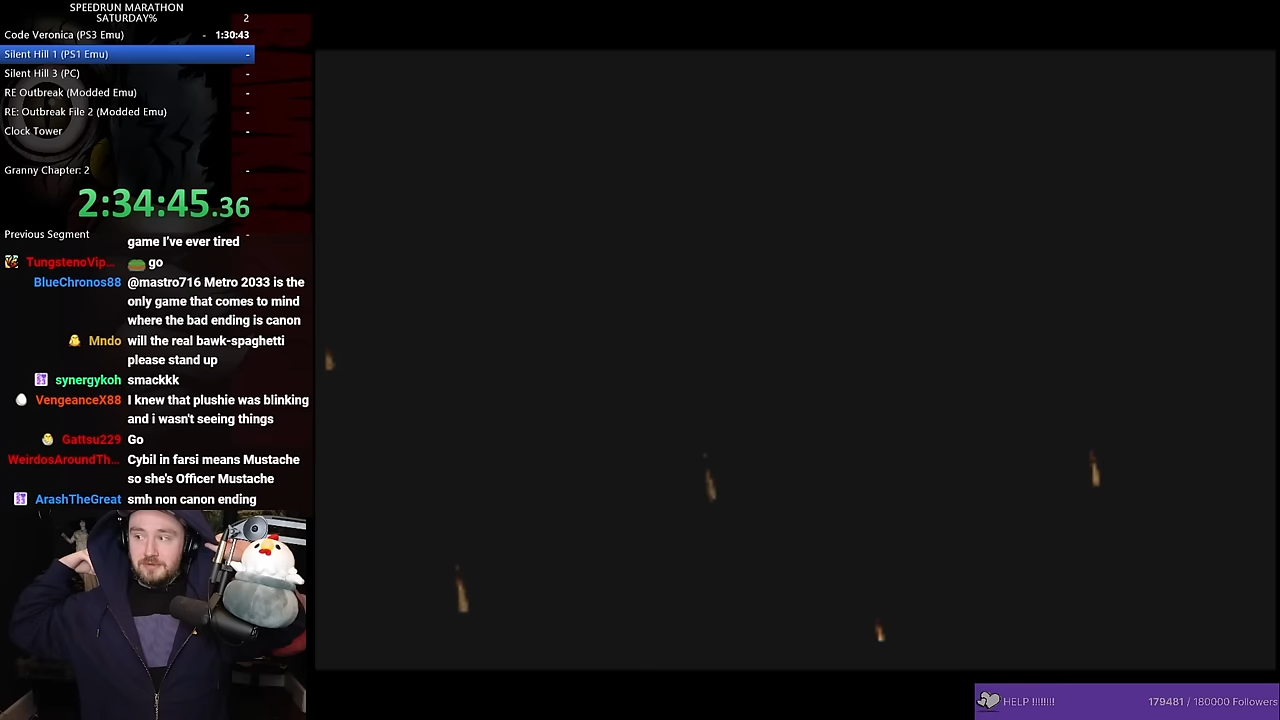 SPEEDRUN MARATHON
SATURDAY%
2
Code Veronica (PS3 Emu) - 1:30:43
Silent Hill 1 (PS1 Emu) -
Silent Hill 3 (PC) -
RE Outbreak (Modded Emu) -
RE: Outbreak File 2 (Modded Emu) -
Clock Tower -
Granny Chapter: 2 -
2:34:45.36
Previous Segment -
game I've ever tired
TungstenoVip... go
BlueChronos88 @mastro716 Metro 2033 is the
only game that comes to mind
where the bad ending is canon
Mndo will the real bawk-spaghetti
please stand up
synergykoh smackkk
VengeanceX88 I knew that plushie was blinking
and i wasn't seeing things
Gattsu229 Go
WeirdosAroundTh... Cybil in farsi means Mustache
so she's Officer Mustache
ArashTheGreat smh non canon ending
HELP !!!!!!!! 179481 / 180000 Followers